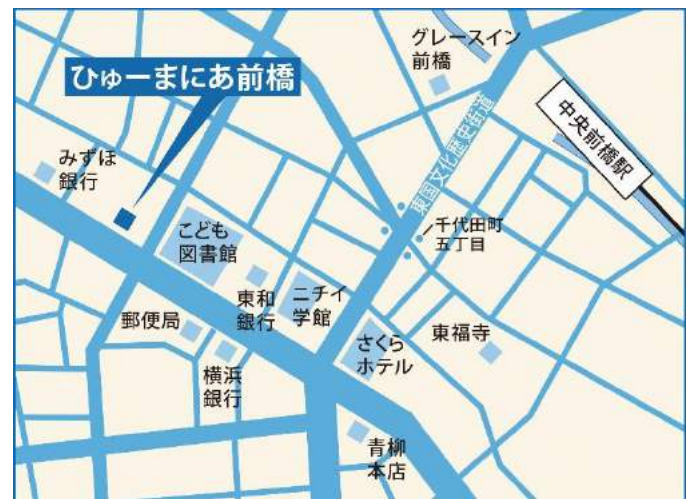 グレースイン
前橋
ひゅーまにあ前橋
中央前橋駅
みずほ
銀行
東国文化歴史街道
千代田町
五丁目
こども
図書館
東和
銀行
ニチイ
学館
郵便局
さくら
ホテル
東福寺
横浜
銀行
青柳
本店